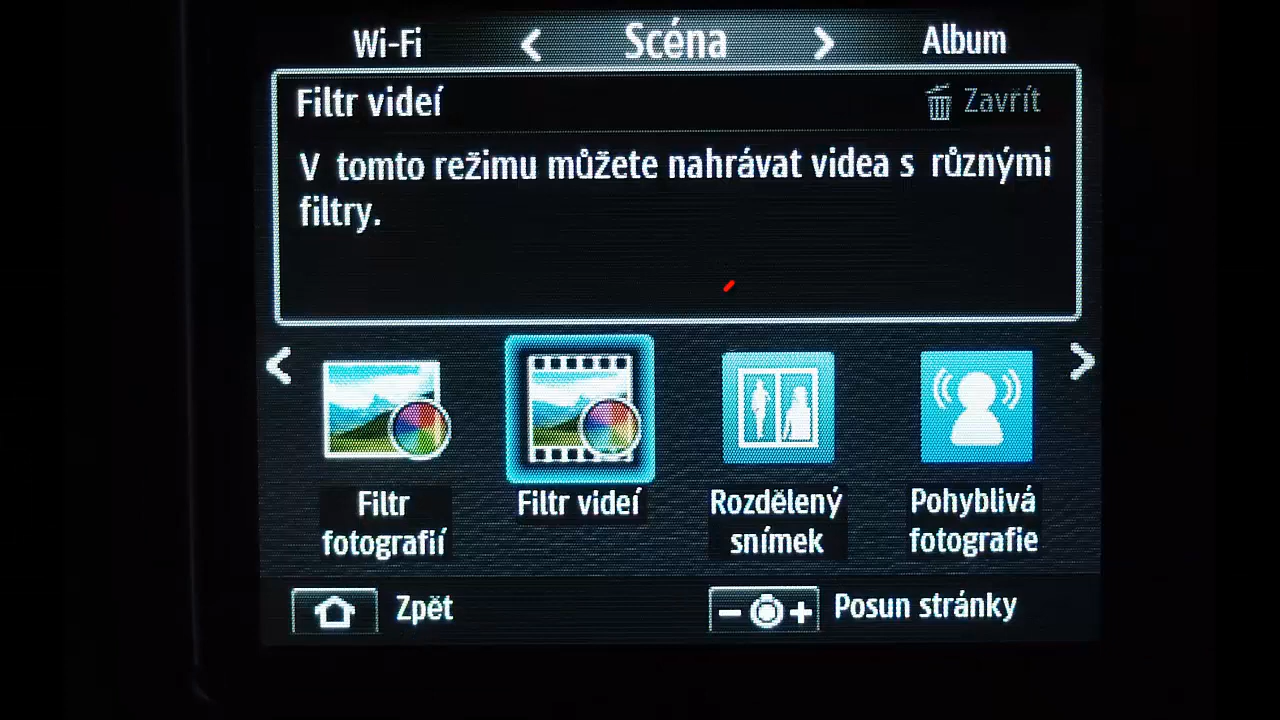 Wi-Fi < Scéna > Album
Filtr videí Zavřít
V tomto režimu můžete nahrávat videa s různými
filtry.
Filtr
fotografií
Filtr videí
Rozdělený
snímek
Pohyblivá
fotografie
Zpět
Posun stránky